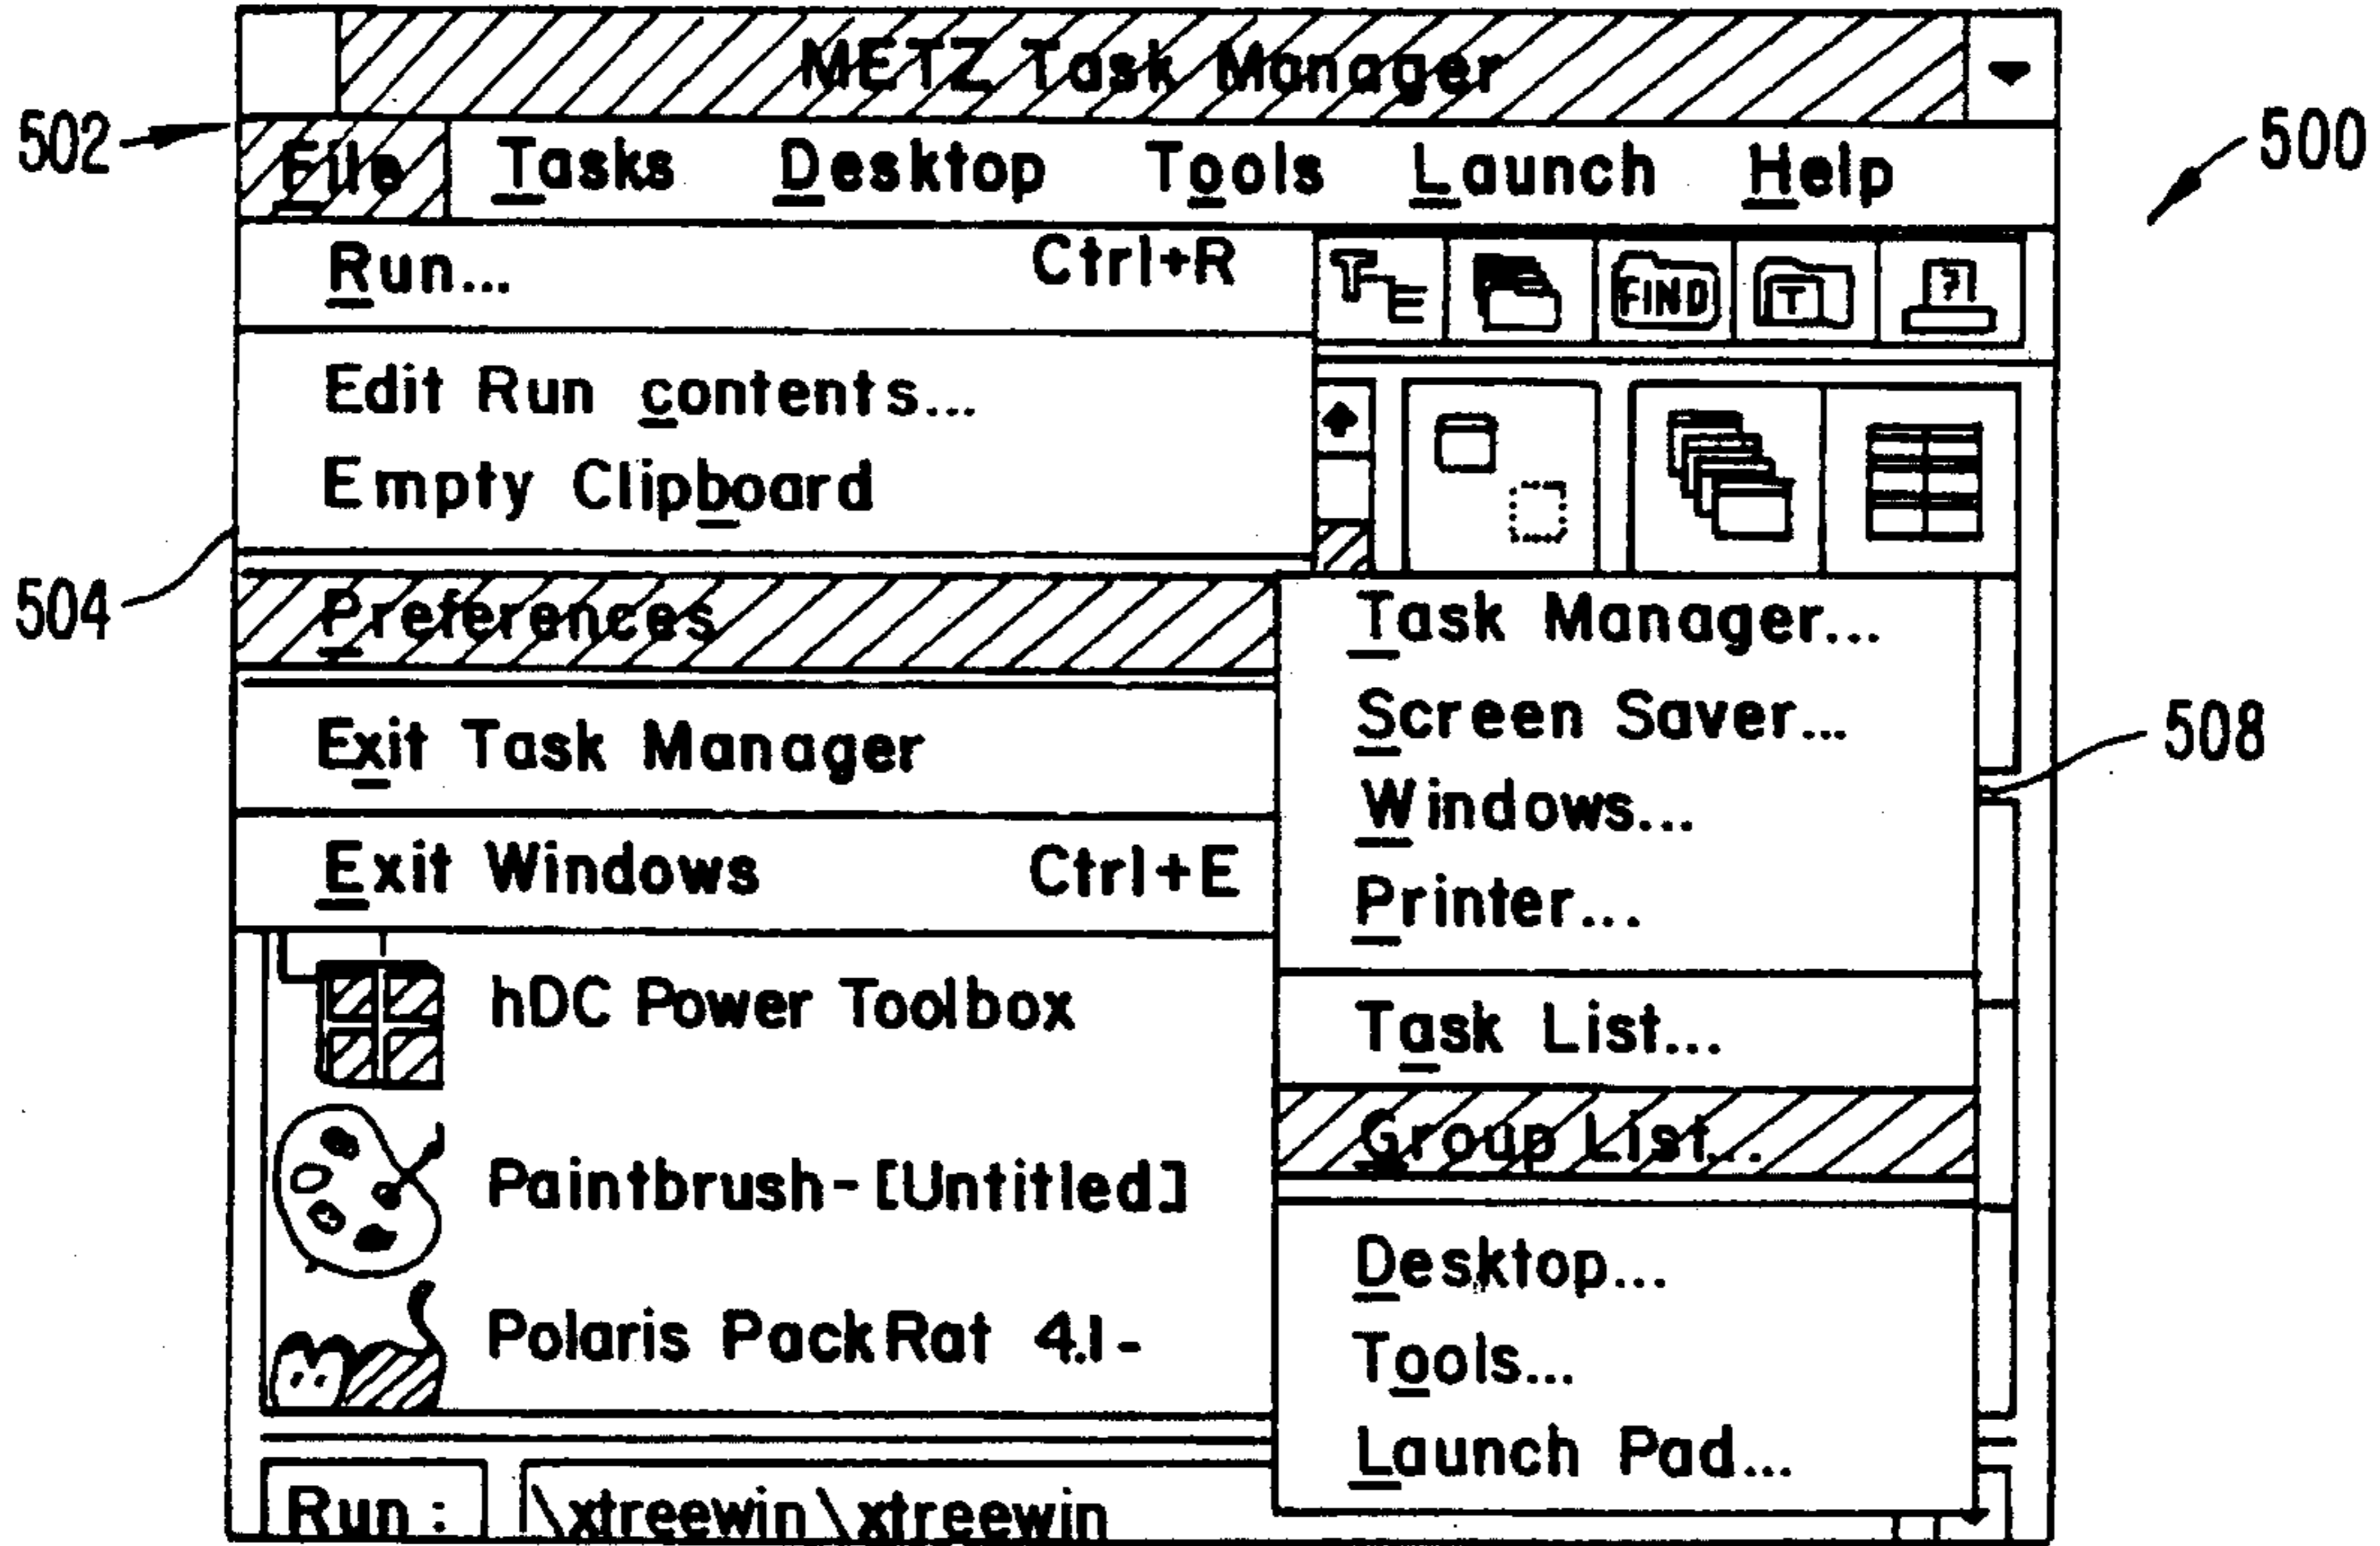 METZ Task Manager
502
500
File Tasks Desktop Tools Launch Help
Run... Ctrl+R
T E FIND T ?
Edit Run contents...
Empty Clipboard
504
Preferences
Task Manager...
Screen Saver...
508
Exit Task Manager
Windows...
Exit Windows Ctrl+E
Printer...
hDC Power Toolbox
Task List...
Group List...
Paintbrush-[Untitled]
Desktop...
Polaris PackRat 4.1-
Tools...
Launch Pad...
Run: \xtreewin\xtreewin